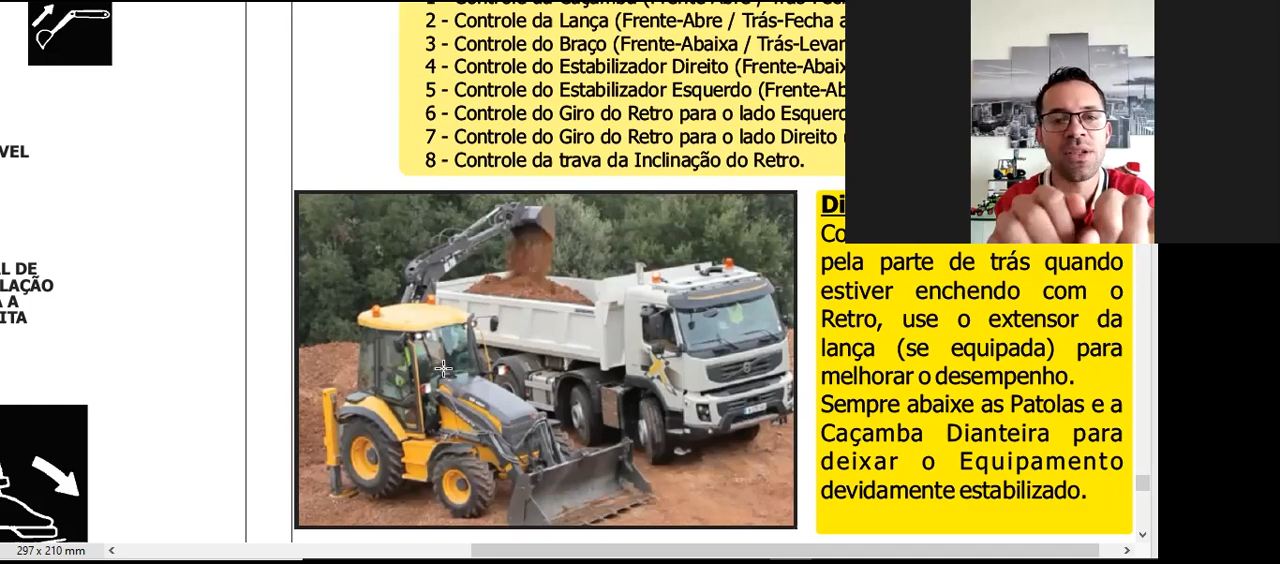 2 - Controle da Lança (Frente-Abre / Trás-Fecha a
3 - Controle do Braço (Frente-Abaixa / Trás-Levan
4 - Controle do Estabilizador Direito (Frente-Abaix
5 - Controle do Estabilizador Esquerdo (Frente-Ab
6 - Controle do Giro do Retro para o lado Esquerd
7 - Controle do Giro do Retro para o lado Direito
8 - Controle da trava da Inclinação do Retro.
VEL
AL DE
LAÇÃO
A A
ITA
Di
Co
pela parte de trás quando
estiver enchendo com o
Retro, use o extensor da
lança (se equipada) para
melhorar o desempenho.
Sempre abaixe as Patolas e a
Caçamba Dianteira para
deixar o Equipamento
devidamente estabilizado.
297 x 210 mm